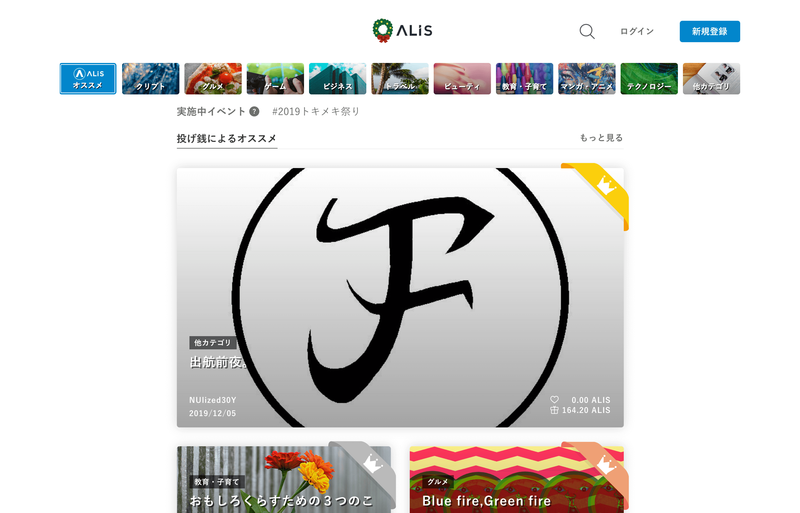 ALiS
ログイン
新規登録
ALiS
オススメ
クリプト
グルメ
ゲーム
ビジネス
トラベル
ビューティ
教育・子育て
マンガ・アニメ
テクノロジー
他カテゴリ
実施中イベント ?
#2019トキメキ祭り
投げ銭によるオススメ
もっと見る
F
他カテゴリ
出航前夜。
NUlized30Y
2019/12/05
0.00 ALIS
164.20 ALIS
教育・子育て
おもしろくらすための３つのこ
グルメ
Blue fire,Green fire